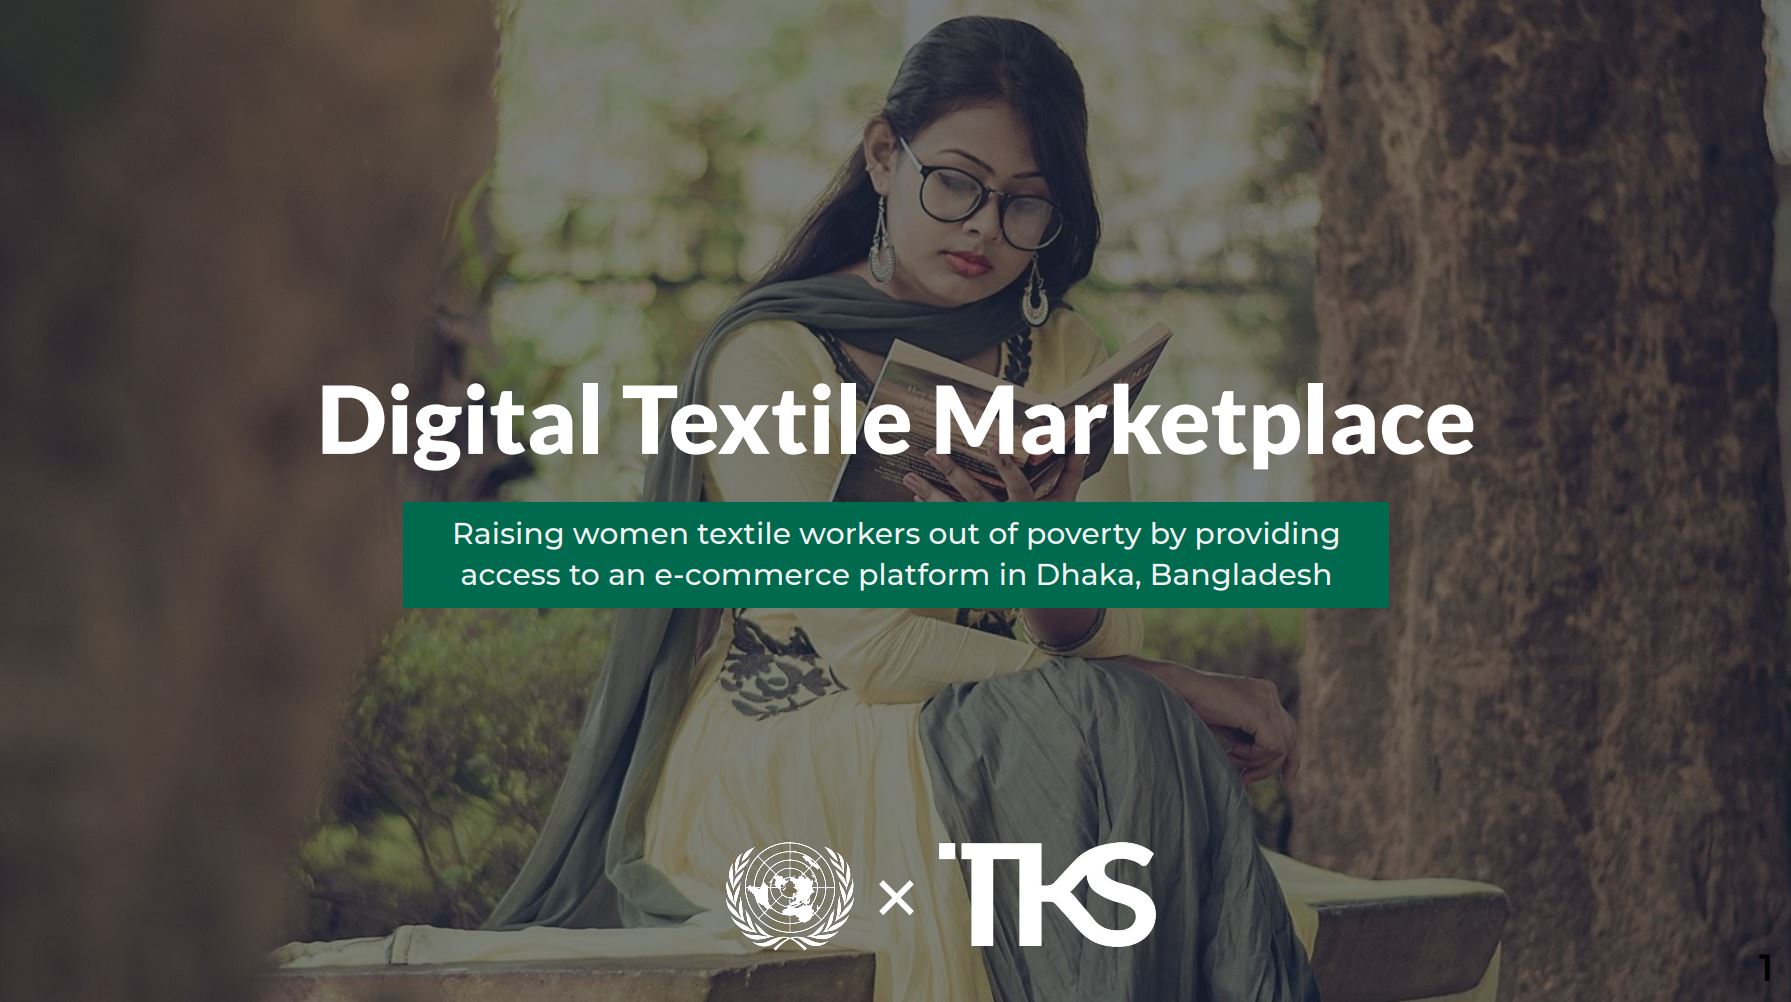 Digital Textile Marketplace
Raising women textile workers out of poverty by providing
access to an e-commerce platform in Dhaka, Bangladesh
× TKS
1